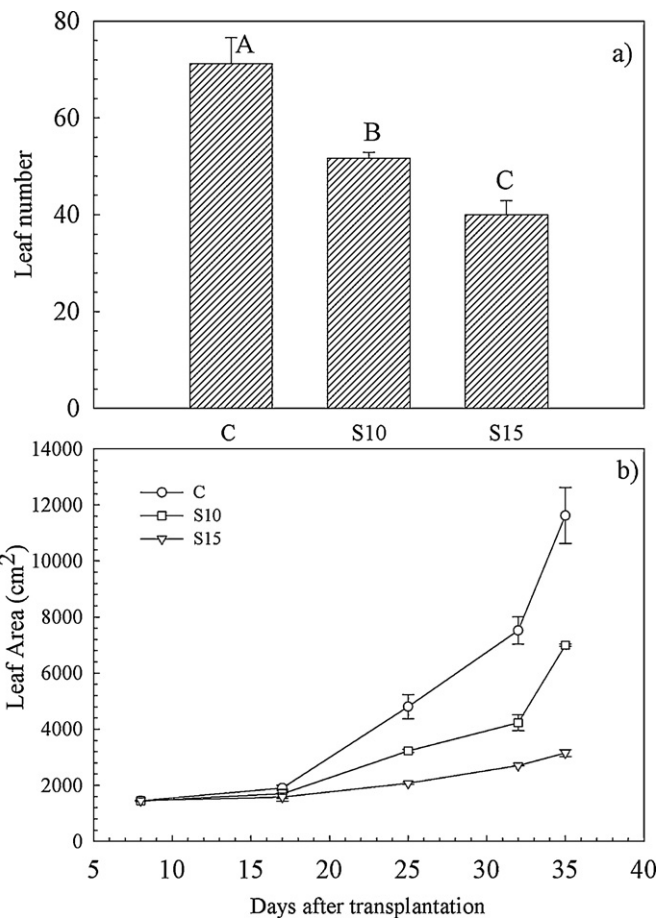 80
a)
A
60
B
C
40
20
0
Leaf number
C S10 S15
14000
b)
C
S10
S15
12000
10000
8000
6000
4000
2000
0
Leaf Area (cm²)
5 10 15 20 25 30 35 40
Days after transplantation